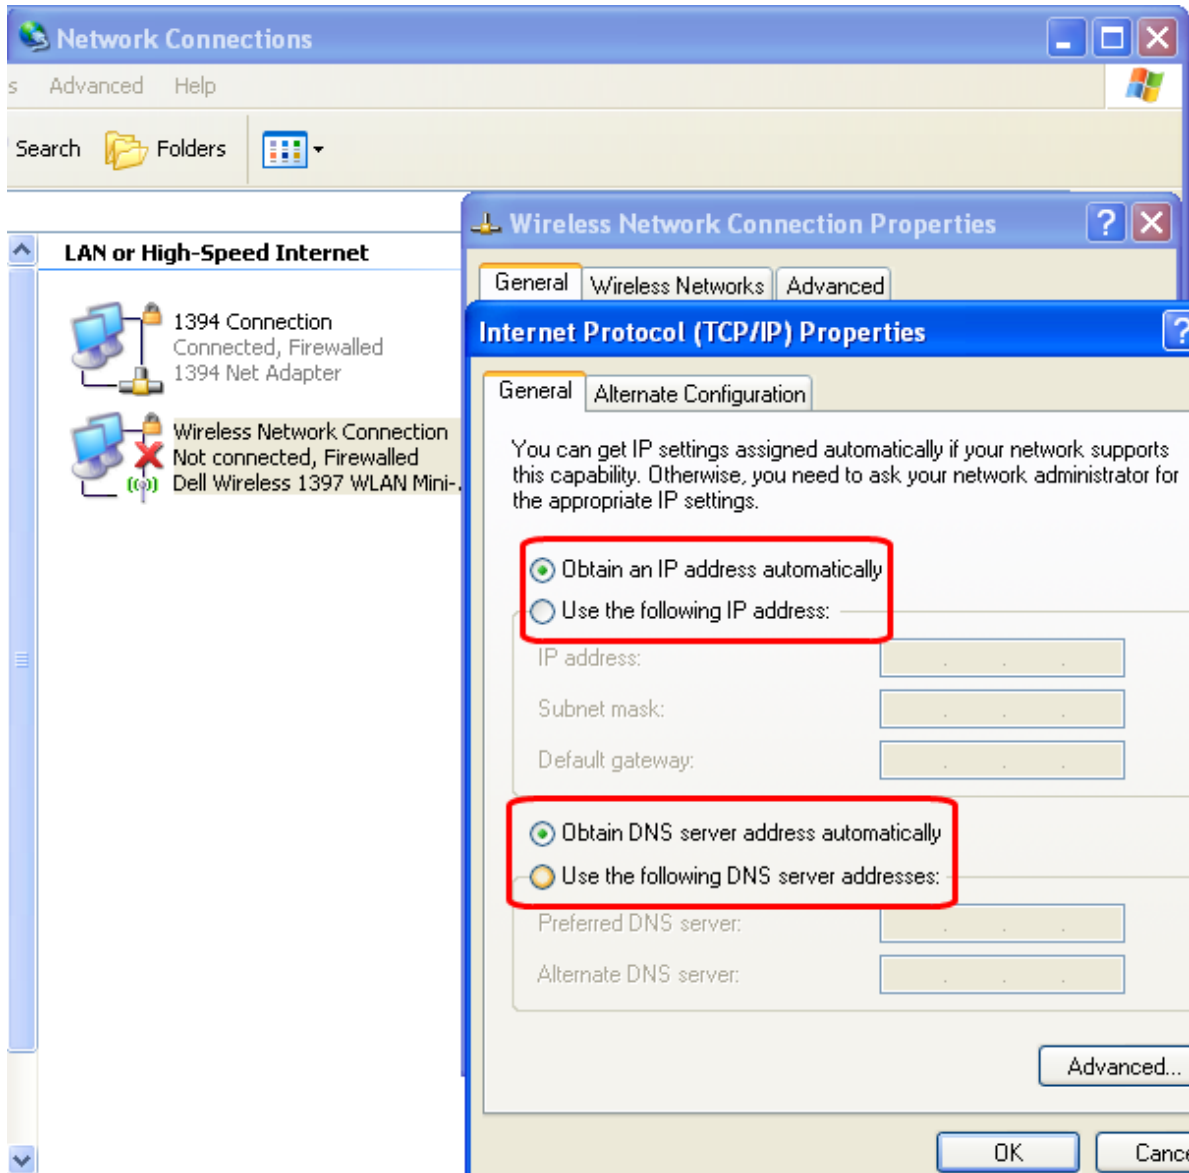 Network Connections
s Advanced Help
Search Folders
LAN or High-Speed Internet
1394 Connection
Connected, Firewalled
1394 Net Adapter
Wireless Network Connection
Not connected, Firewalled
Dell Wireless 1397 WLAN Mini-.
Wireless Network Connection Properties
General Wireless Networks Advanced
Internet Protocol (TCP/IP) Properties
General Alternate Configuration
You can get IP settings assigned automatically if your network supports
this capability. Otherwise, you need to ask your network administrator for
the appropriate IP settings.
Obtain an IP address automatically
Use the following IP address:
IP address:
Subnet mask:
Default gateway:
Obtain DNS server address automatically
Use the following DNS server addresses:
Preferred DNS server:
Alternate DNS server:
Advanced...
OK Cance